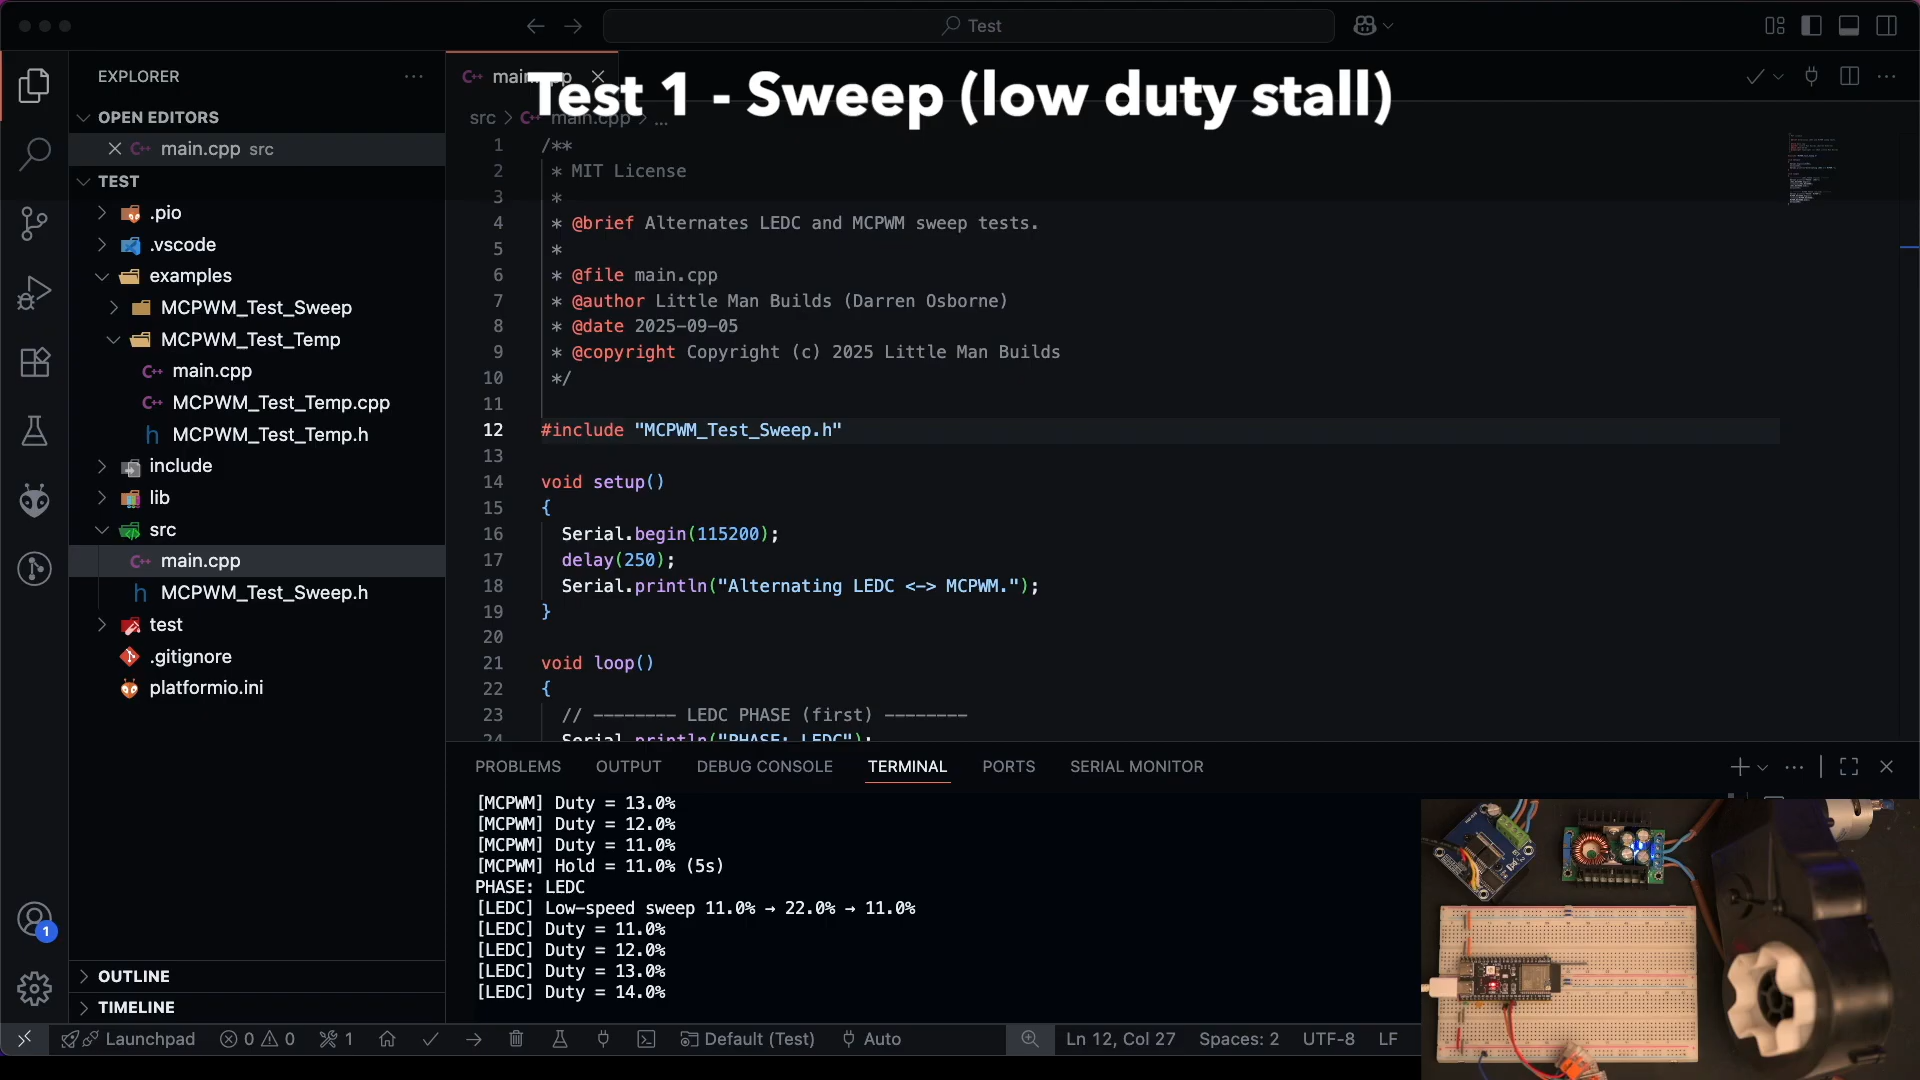 Test
EXPLORER
OPEN EDITORS
main.cpp src
TEST
.pio
.vscode
examples
MCPWM_Test_Sweep
MCPWM_Test_Temp
main.cpp
MCPWM_Test_Temp.cpp
MCPWM_Test_Temp.h
include
lib
src
main.cpp
MCPWM_Test_Sweep.h
test
.gitignore
platformio.ini
OUTLINE
TIMELINE
1
Test 1 - Sweep (low duty stall)
src > main.cpp > ...
1 /**
2 * MIT License
3 *
4 * @brief Alternates LEDC and MCPWM sweep tests.
5 *
6 * @file main.cpp
7 * @author Little Man Builds (Darren Osborne)
8 * @date 2025-09-05
9 * @copyright Copyright (c) 2025 Little Man Builds
10 */
11
12 #include "MCPWM_Test_Sweep.h"
13
14 void setup()
15 {
16 Serial.begin(115200);
17 delay(250);
18 Serial.println("Alternating LEDC <-> MCPWM.");
19 }
20
21 void loop()
22 {
23 // -------- LEDC PHASE (first) --------
24 Serial.println("PHASE: LEDC");
PROBLEMS OUTPUT DEBUG CONSOLE TERMINAL PORTS SERIAL MONITOR
[MCPWM] Duty = 13.0%
[MCPWM] Duty = 12.0%
[MCPWM] Duty = 11.0%
[MCPWM] Hold = 11.0% (5s)
PHASE: LEDC
[LEDC] Low-speed sweep 11.0% → 22.0% → 11.0%
[LEDC] Duty = 11.0%
[LEDC] Duty = 12.0%
[LEDC] Duty = 13.0%
[LEDC] Duty = 14.0%
Launchpad 0 0 1 Default (Test) Auto Ln 12, Col 27 Spaces: 2 UTF-8 LF